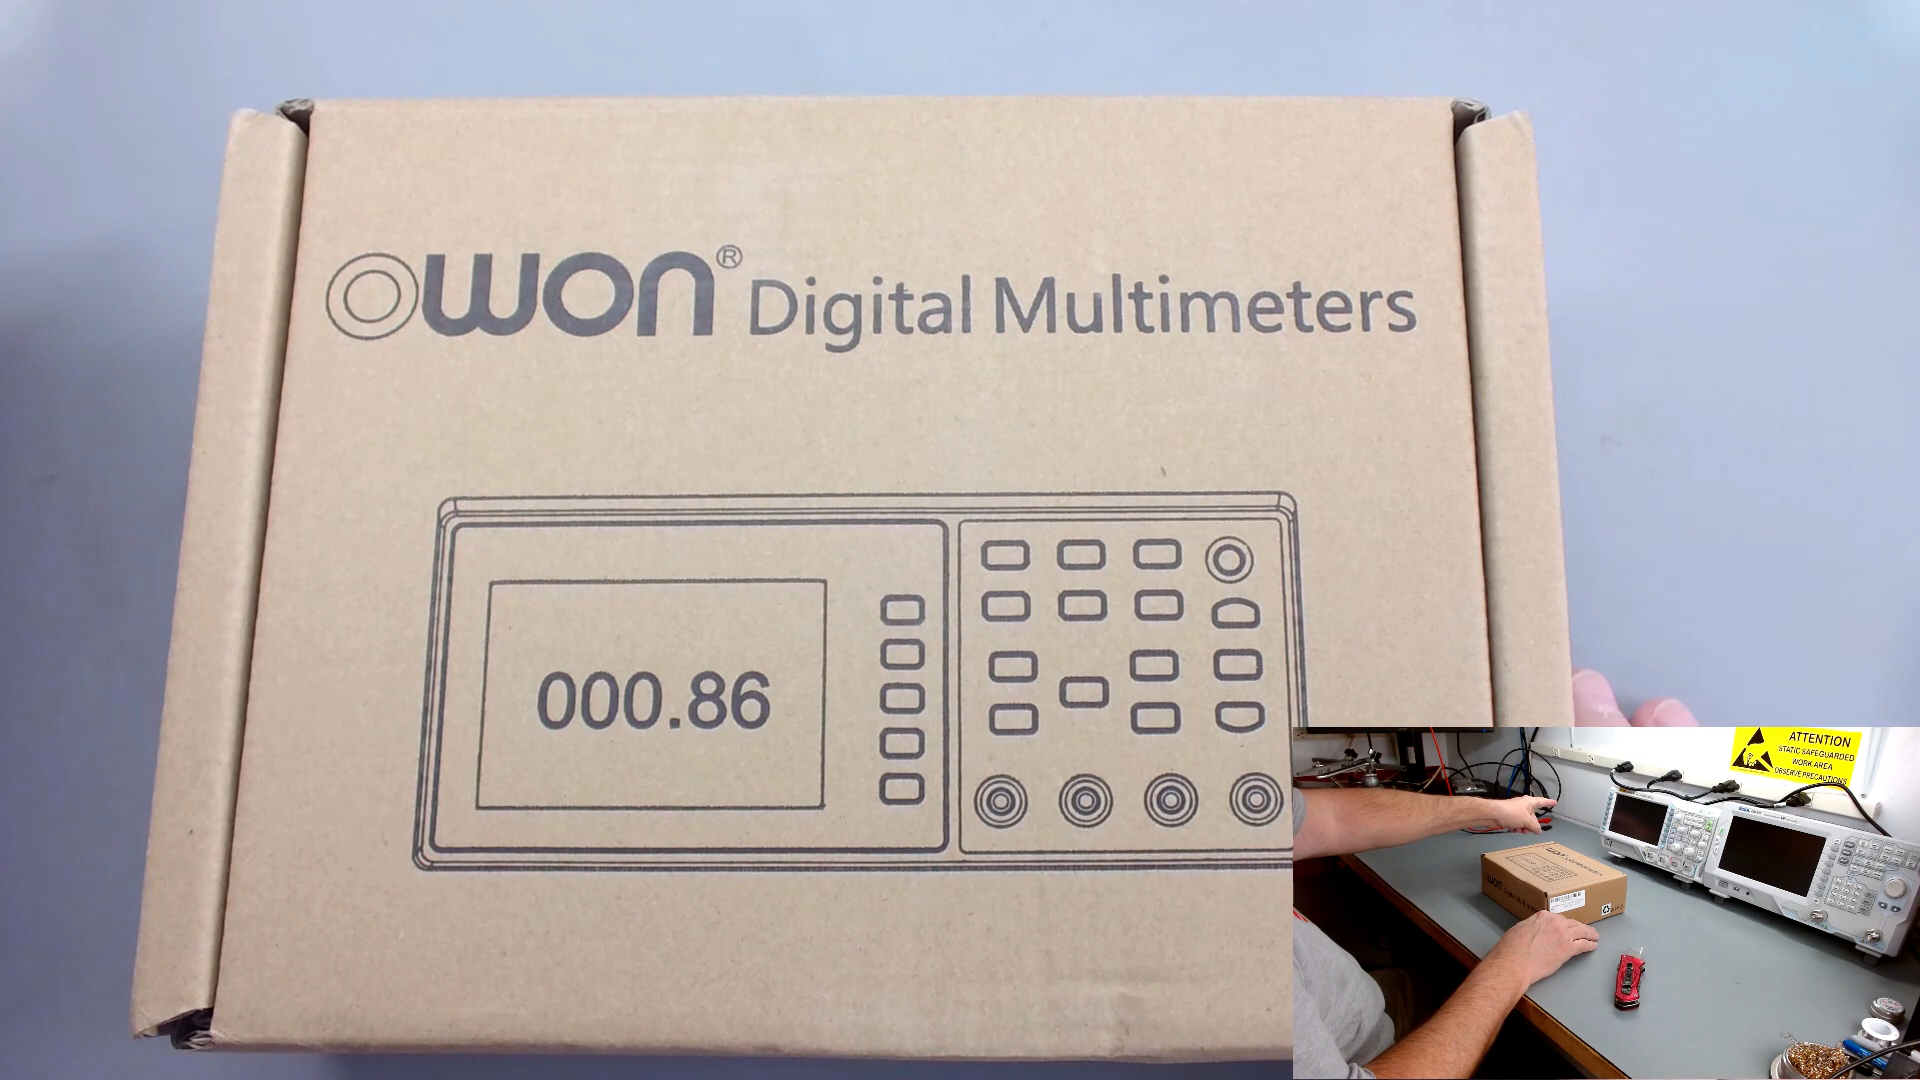 OWON® Digital Multimeters
000.86
ATTENTION
STATIC SAFEGUARDED
WORK AREA
OBSERVE PRECAUTIONS